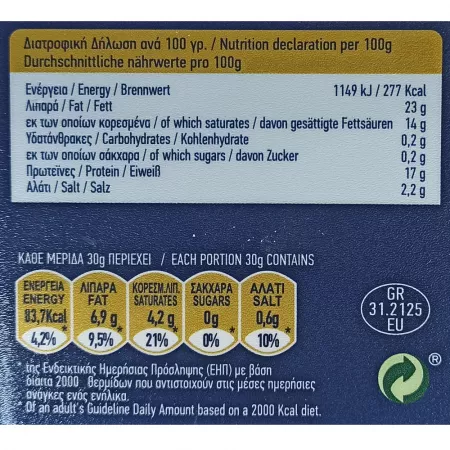 Διατροφική Δήλωση ανά 100 γρ. / Nutrition declaration per 100g
Durchschnittliche nährwerte pro 100g
Ενέργεια / Energy / Brennwert 1149 kJ / 277 Kcal
Λιπαρά / Fat / Fett 23 g
εκ των οποίων κορεσμένα / of which saturates / davon gesättigte Fettsäuren 14 g
Υδατάνθρακες / Carbohydrates / Kohlenhydrate 0,2 g
εκ των οποίων σάκχαρα / of which sugars / davon Zucker 0,2 g
Πρωτεΐνες / Protein / Eiweiß 17 g
Αλάτι / Salt / Salz 2,2 g
ΚΑΘΕ ΜΕΡΙΔΑ 30g ΠΕΡΙΕΧΕΙ / EACH PORTION 30g CONTAINS
ΕΝΕΡΓΕΙΑ ΛΙΠΑΡΑ ΚΟΡΕΣΜ.ΛΙΠ. ΣΑΚΧΑΡΑ ΑΛΑΤΙ
ENERGY FAT SATURATES SUGARS SALT
83,7Kcal 6,9 g 4,2 g 0g 0,6g
4,2% * 9,5% * 21% * 0% * 10% *
GR
31.2125
EU
®
* της Ενδεικτικής Ημερήσιας Πρόσληψης (ΕΗΠ) με βάση
δίαιτα 2000 θερμίδων που αντιστοιχούν στις μέσες ημερήσιες
ανάγκες ενός ενήλικα.
* Of an adult's Guideline Daily Amount based on a 2000 Kcal diet.